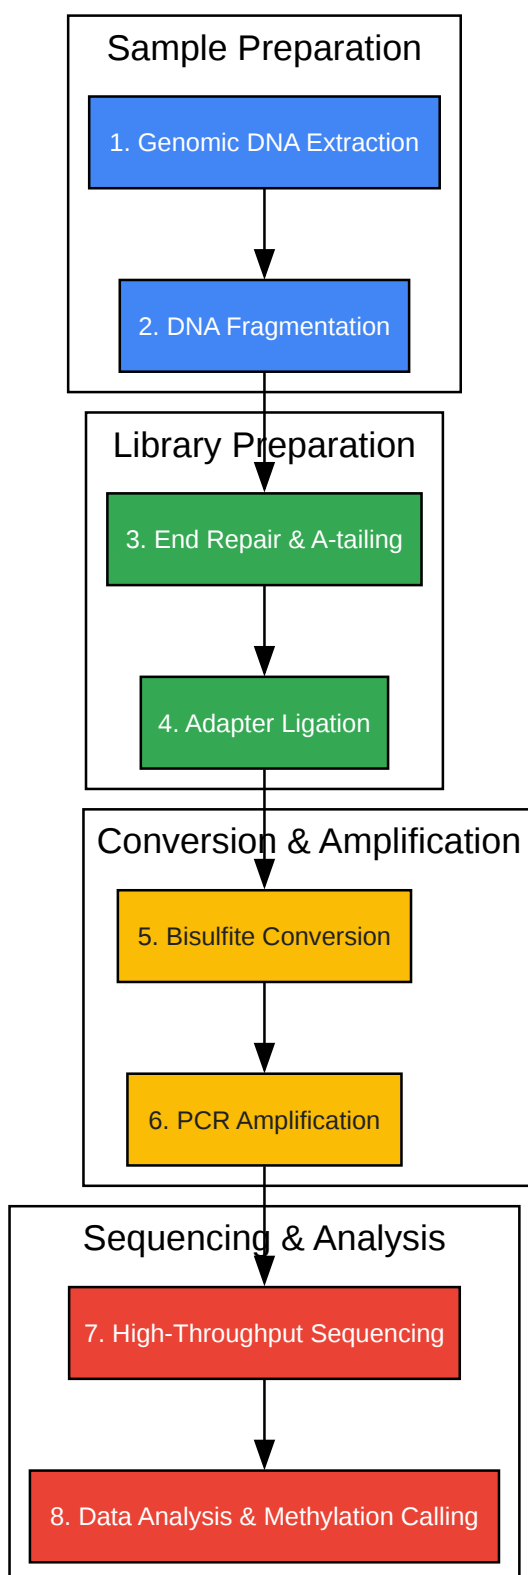 Sample Preparation
1. Genomic DNA Extraction
2. DNA Fragmentation
Library Preparation
3. End Repair & A-tailing
4. Adapter Ligation
Conversion & Amplification
5. Bisulfite Conversion
6. PCR Amplification
Sequencing & Analysis
7. High-Throughput Sequencing
8. Data Analysis & Methylation Calling